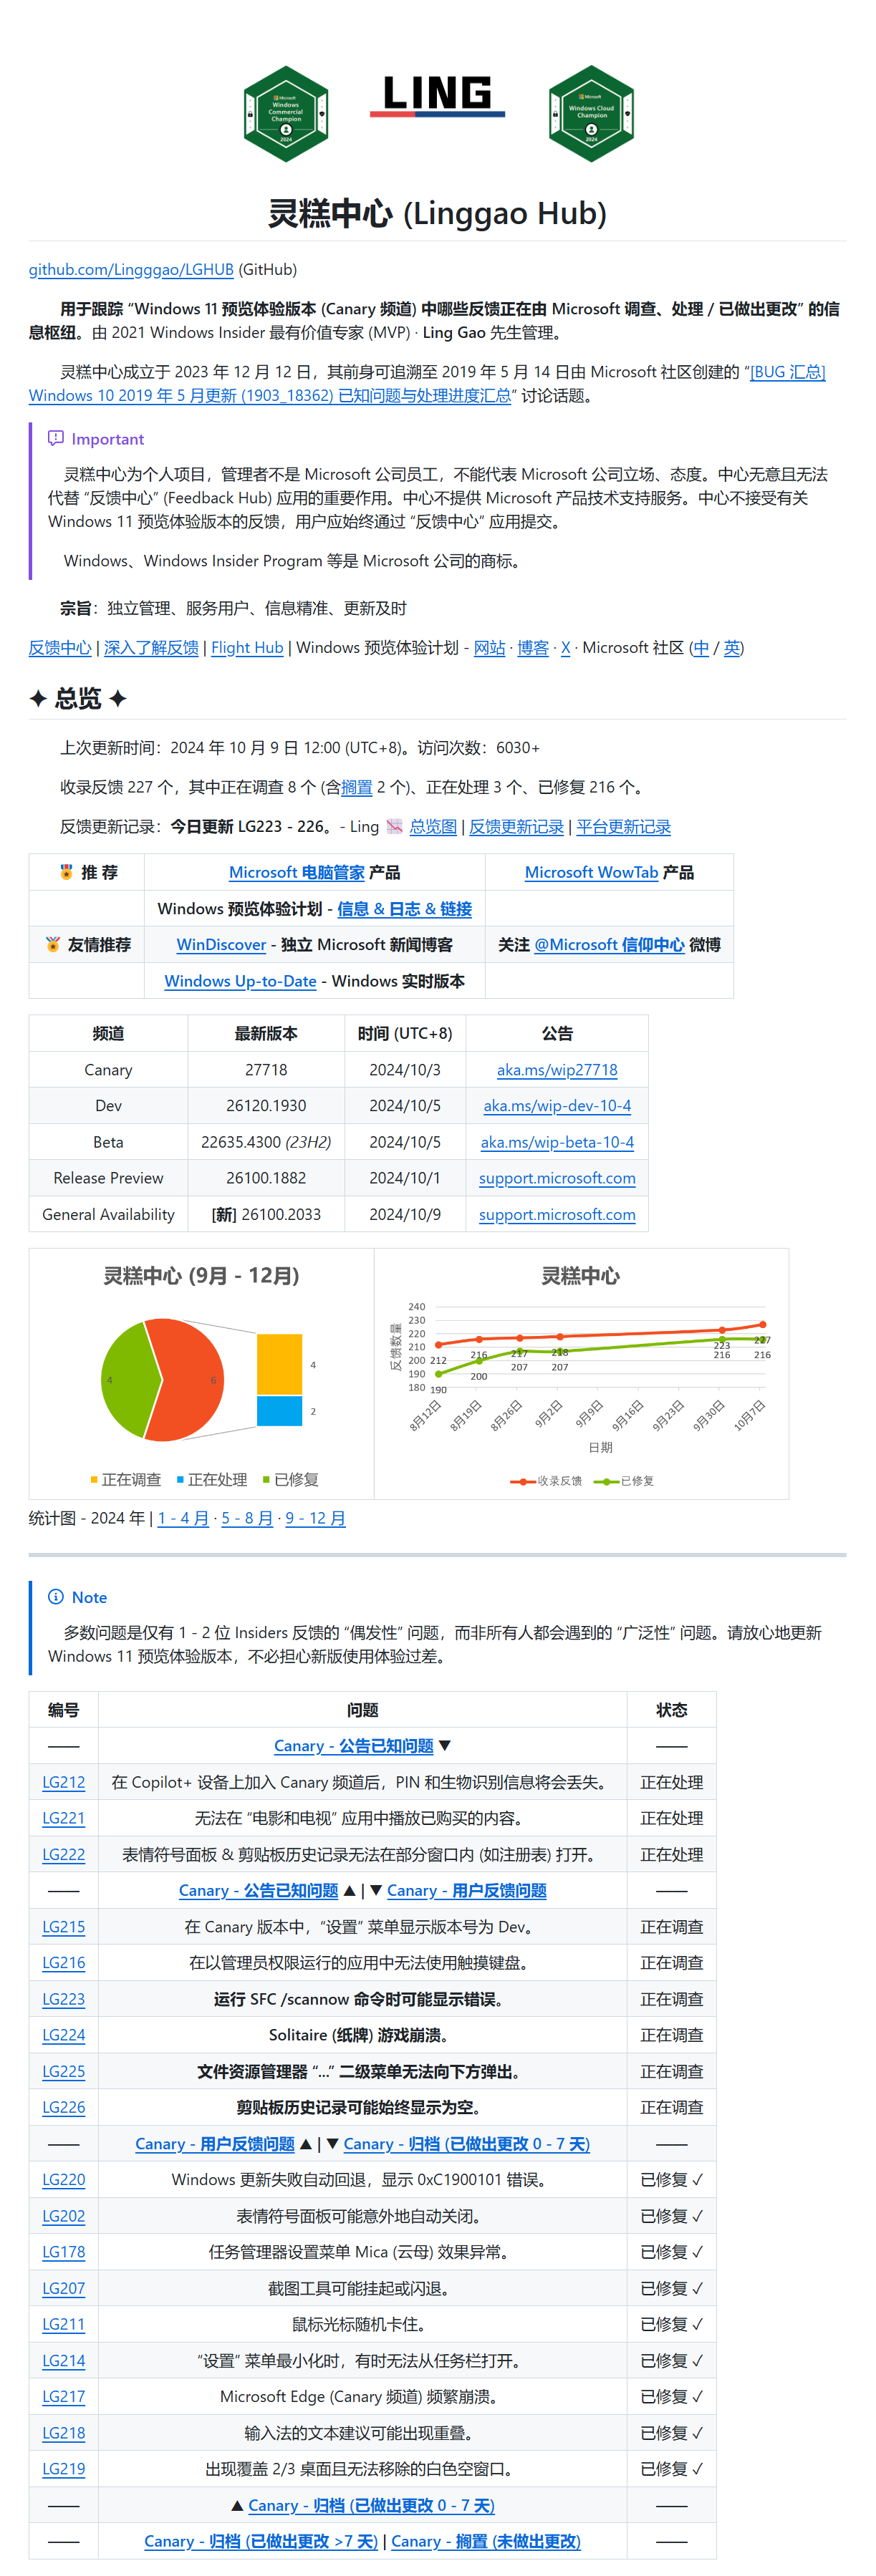 Microsoft
Windows
Commercial
Champion
2024
LING
Microsoft
Windows Cloud
Champion
2024
灵糕中心 (Linggao Hub)
github.com/Lingggao/LGHUB (GitHub)
用于跟踪 “Windows 11 预览体验版本 (Canary 频道) 中哪些反馈正在由 Microsoft 调查、处理 / 已做出更改” 的信
息枢纽。由 2021 Windows Insider 最有价值专家 (MVP) · Ling Gao 先生管理。
灵糕中心成立于 2023 年 12 月 12 日，其前身可追溯至 2019 年 5 月 14 日由 Microsoft 社区创建的 “[BUG 汇总]
Windows 10 2019 年 5 月更新 (1903_18362) 已知问题与处理进度汇总” 讨论话题。
Important
灵糕中心为个人项目，管理者不是 Microsoft 公司员工，不能代表 Microsoft 公司立场、态度。中心无意且无法
代替 “反馈中心” (Feedback Hub) 应用的重要作用。中心不提供 Microsoft 产品技术支持服务。中心不接受有关
Windows 11 预览体验版本的反馈，用户应始终通过 “反馈中心” 应用提交。
Windows、Windows Insider Program 等是 Microsoft 公司的商标。
宗旨：独立管理、服务用户、信息精准、更新及时
反馈中心 | 深入了解反馈 | Flight Hub | Windows 预览体验计划 - 网站 · 博客 · X · Microsoft 社区 (中 / 英)
✦ 总览 ✦
上次更新时间：2024 年 10 月 9 日 12:00 (UTC+8)。访问次数：6030+
收录反馈 227 个，其中正在调查 8 个 (含搁置 2 个)、正在处理 3 个、已修复 216 个。
反馈更新记录：今日更新 LG223 - 226。- Ling 总览图 | 反馈更新记录 | 平台更新记录
推 荐 Microsoft 电脑管家 产品 Microsoft WowTab 产品
Windows 预览体验计划 - 信息 & 日志 & 链接
友情推荐 WinDiscover - 独立 Microsoft 新闻博客 关注 @Microsoft 信仰中心 微博
Windows Up-to-Date - Windows 实时版本
频道 最新版本 时间 (UTC+8) 公告
Canary 27718 2024/10/3 aka.ms/wip27718
Dev 26120.1930 2024/10/5 aka.ms/wip-dev-10-4
Beta 22635.4300 (23H2) 2024/10/5 aka.ms/wip-beta-10-4
Release Preview 26100.1882 2024/10/1 support.microsoft.com
General Availability [新] 26100.2033 2024/10/9 support.microsoft.com
灵糕中心 (9月 - 12月)
4 6 4
2
正在调查 正在处理 已修复
灵糕中心
反馈数量
240
230
220
210
200
190
180
212 216 217 218 223 227
190 200 207 207 216 216
8月12日 8月19日 8月26日 9月2日 9月9日 9月16日 9月23日 9月30日 10月7日
日期
收录反馈 已修复
统计图 - 2024 年 | 1 - 4 月 · 5 - 8 月 · 9 - 12 月
Note
多数问题是仅有 1 - 2 位 Insiders 反馈的 “偶发性” 问题，而非所有人都会遇到的 “广泛性” 问题。请放心地更新
Windows 11 预览体验版本，不必担心新版使用体验过差。
编号 问题 状态
—— Canary - 公告已知问题 ▼ ——
LG212 在 Copilot+ 设备上加入 Canary 频道后，PIN 和生物识别信息将会丢失。 正在处理
LG221 无法在 “电影和电视” 应用中播放已购买的内容。 正在处理
LG222 表情符号面板 & 剪贴板历史记录无法在部分窗口内 (如注册表) 打开。 正在处理
—— Canary - 公告已知问题 ▲ | ▼ Canary - 用户反馈问题 ——
LG215 在 Canary 版本中，“设置” 菜单显示版本号为 Dev。 正在调查
LG216 在以管理员权限运行的应用中无法使用触摸键盘。 正在调查
LG223 运行 SFC /scannow 命令时可能显示错误。 正在调查
LG224 Solitaire (纸牌) 游戏崩溃。 正在调查
LG225 文件资源管理器 “...” 二级菜单无法向下方弹出。 正在调查
LG226 剪贴板历史记录可能始终显示为空。 正在调查
—— Canary - 用户反馈问题 ▲ | ▼ Canary - 归档 (已做出更改 0 - 7 天) ——
LG220 Windows 更新失败自动回退，显示 0xC1900101 错误。 已修复 ✓
LG202 表情符号面板可能意外地自动关闭。 已修复 ✓
LG178 任务管理器设置菜单 Mica (云母) 效果异常。 已修复 ✓
LG207 截图工具可能挂起或闪退。 已修复 ✓
LG211 鼠标光标随机卡住。 已修复 ✓
LG214 “设置” 菜单最小化时，有时无法从任务栏打开。 已修复 ✓
LG217 Microsoft Edge (Canary 频道) 频繁崩溃。 已修复 ✓
LG218 输入法的文本建议可能出现重叠。 已修复 ✓
LG219 出现覆盖 2/3 桌面且无法移除的白色空窗口。 已修复 ✓
—— ▲ Canary - 归档 (已做出更改 0 - 7 天) ——
—— Canary - 归档 (已做出更改 >7 天) | Canary - 搁置 (未做出更改) ——